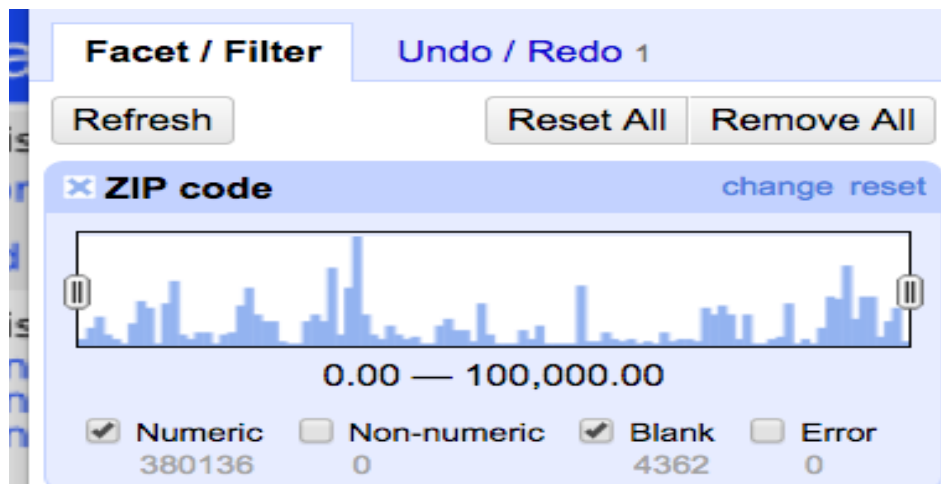 Facet / Filter Undo / Redo 1
Refresh Reset All Remove All
ZIP code change reset
0.00 — 100,000.00
Numeric Non-numeric Blank Error
380136 0 4362 0